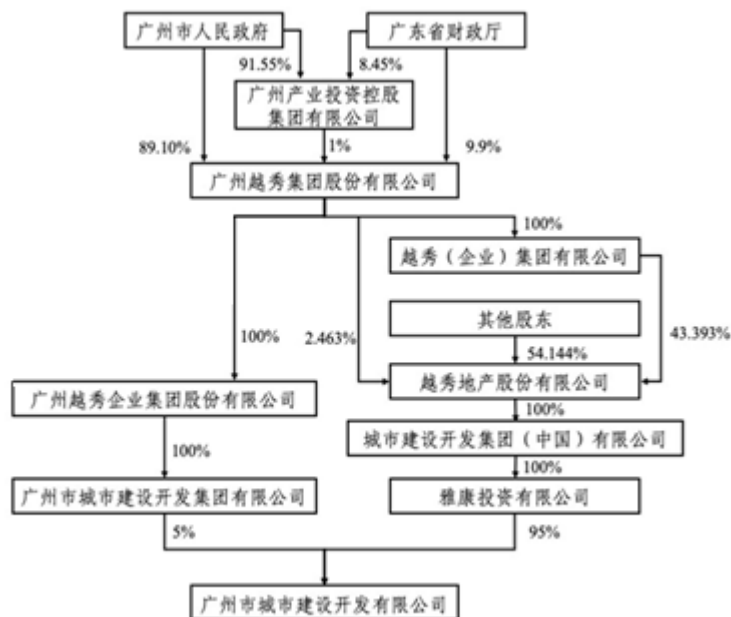 广州市人民政府
广东省财政厅
91.55%
8.45%
广州产业投资控股
集团有限公司
89.10%
1%
9.9%
广州越秀集团股份有限公司
100%
越秀（企业）集团有限公司
其他股东
100%
2.463%
43.393%
54.144%
越秀地产股份有限公司
广州越秀企业集团股份有限公司
100%
城市建设开发集团（中国）有限公司
100%
100%
广州市城市建设开发集团有限公司
雅康投资有限公司
5%
95%
广州市城市建设开发有限公司